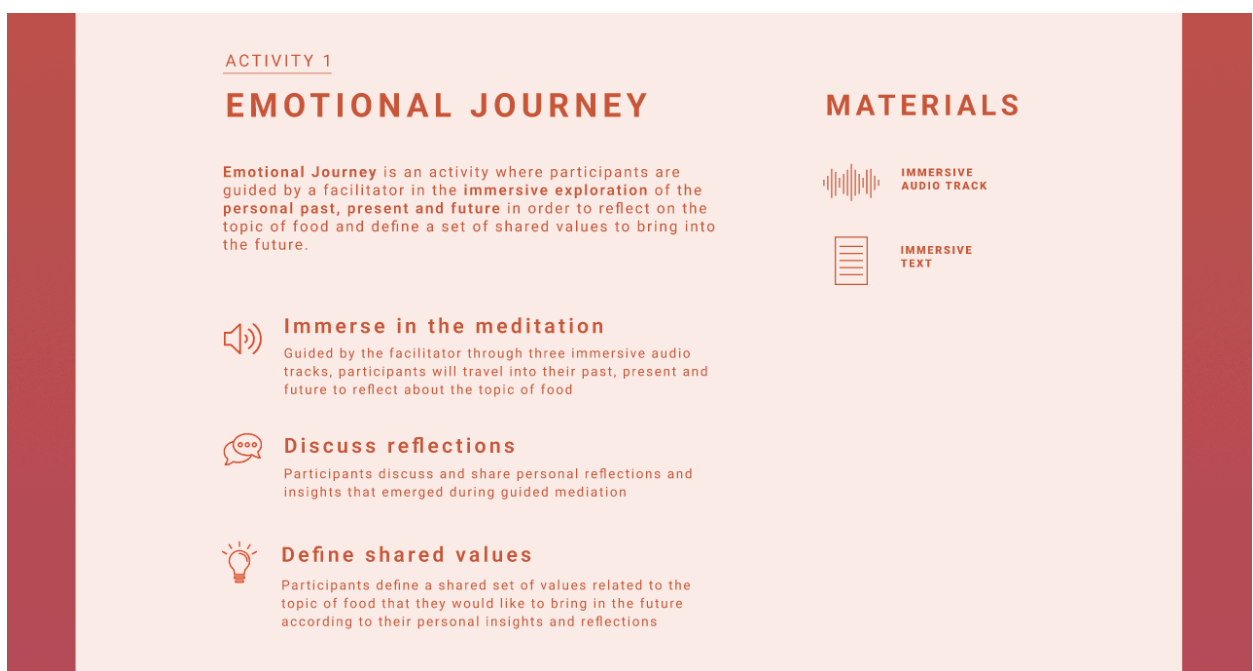 ACTIVITY 1
EMOTIONAL JOURNEY
Emotional Journey is an activity where participants are
guided by a facilitator in the immersive exploration of the
personal past, present and future in order to reflect on the
topic of food and define a set of shared values to bring into
the future.
Immerse in the meditation
Guided by the facilitator through three immersive audio
tracks, participants will travel into their past, present and
future to reflect about the topic of food
Discuss reflections
Participants discuss and share personal reflections and
insights that emerged during guided mediation
Define shared values
Participants define a shared set of values related to the
topic of food that they would like to bring in the future
according to their personal insights and reflections
MATERIALS
IMMERSIVE
AUDIO TRACK
IMMERSIVE
TEXT